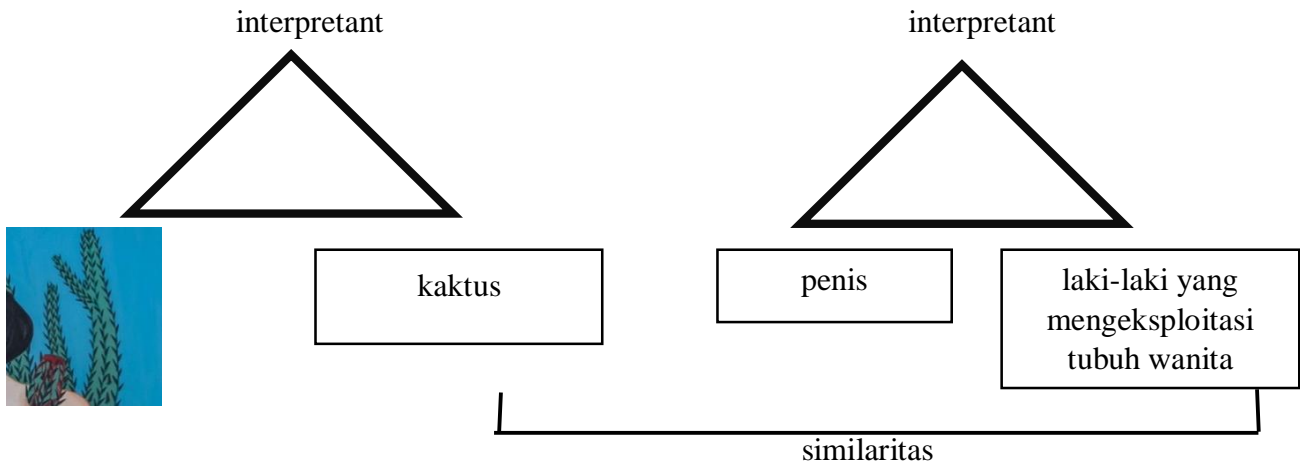 interpretant
interpretant
kaktus
penis
laki-laki yang
mengeksploitasi
tubuh wanita
similaritas